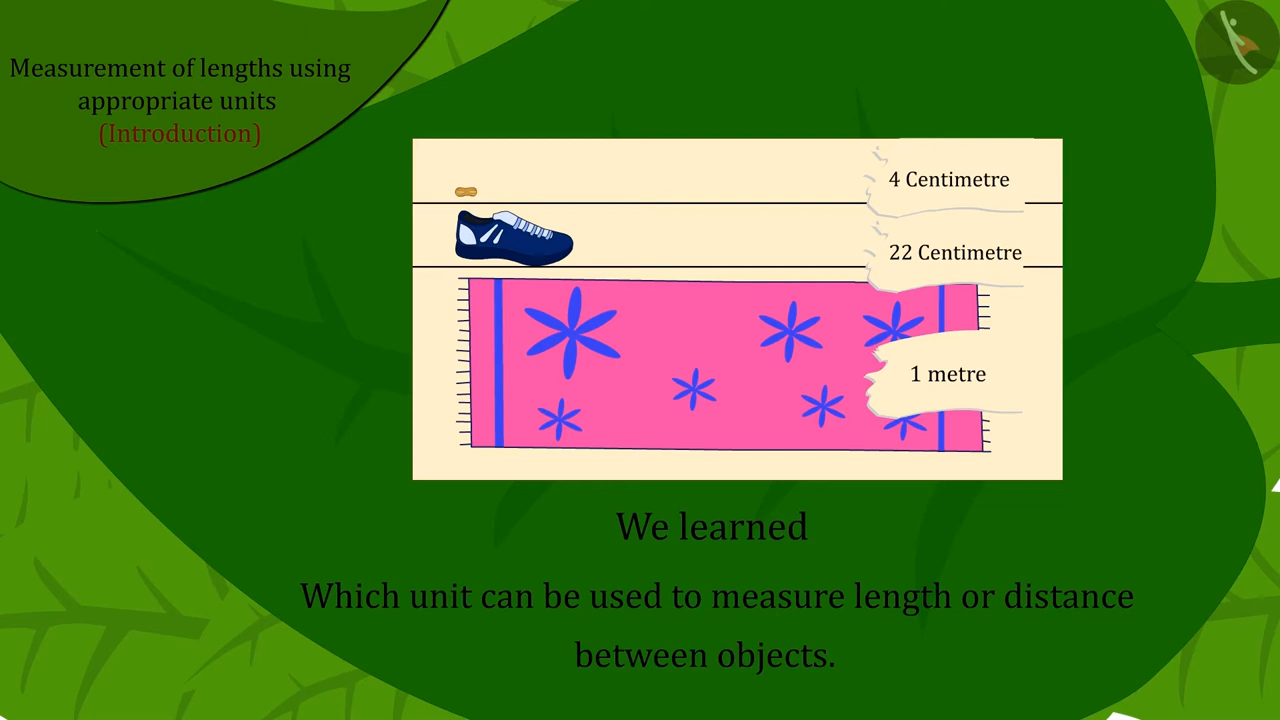 Measurement of lengths using
appropriate units
(Introduction)
4 Centimetre
22 Centimetre
1 metre
We learned
Which unit can be used to measure length or distance
between objects.